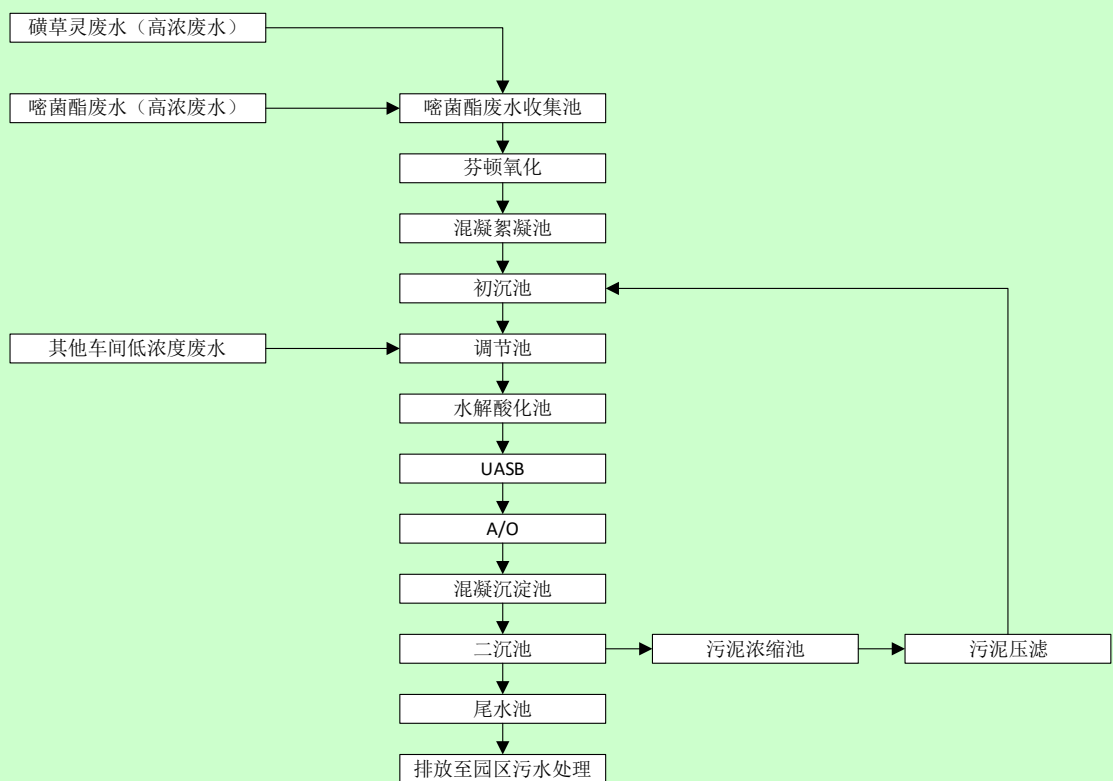 磺草灵废水（高浓废水）
嘧菌酯废水（高浓废水）
嘧菌酯废水收集池
芬顿氧化
混凝絮凝池
初沉池
其他车间低浓度废水
调节池
水解酸化池
UASB
A/O
混凝沉淀池
二沉池
污泥浓缩池
污泥压滤
尾水池
排放至园区污水处理